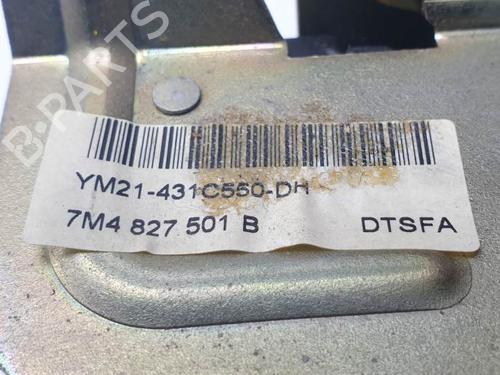 B-PARTS
YM21-431C550-DH
7M4 827 501 B DTSFA